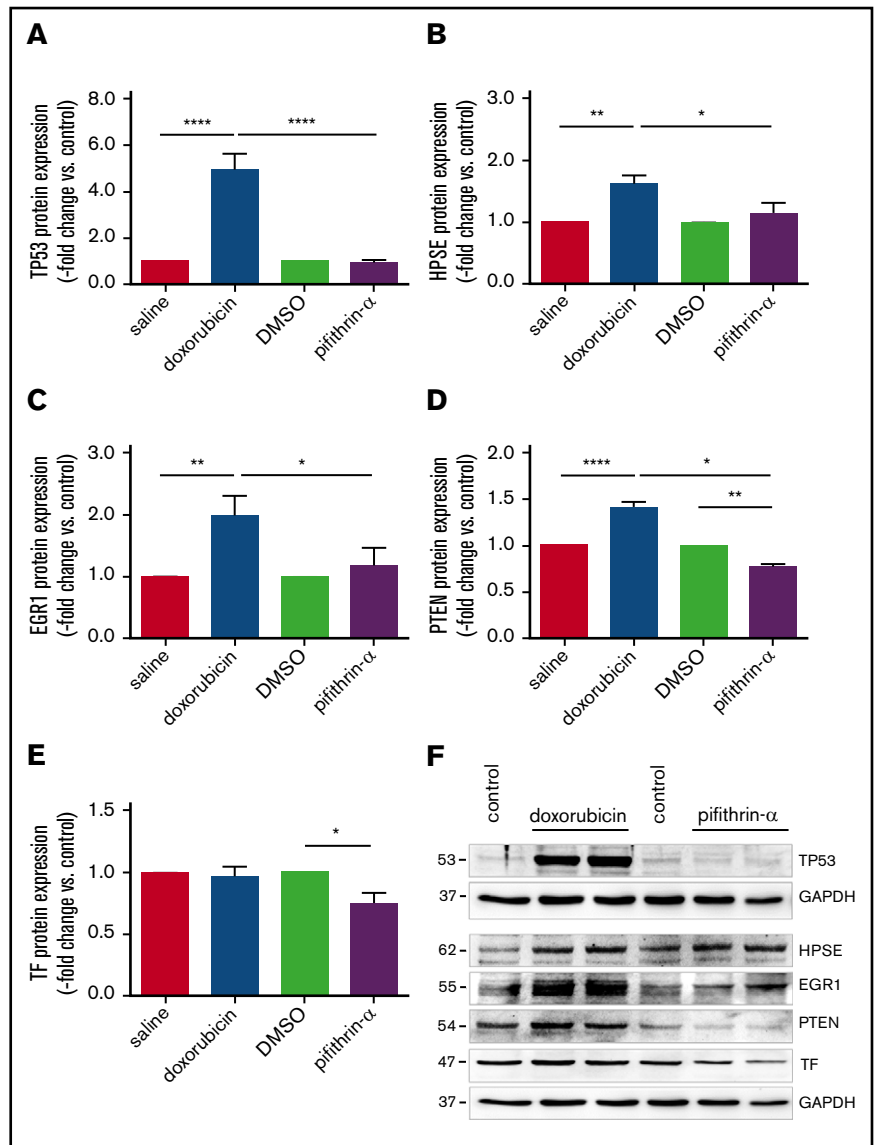 A
TP53 protein expression
(-fold change vs. control)
8.0
6.0
4.0
2.0
1.0
0.0
****
****
saline
doxorubicin
DMSO
pifithrin-α
B
HPSE protein expression
(-fold change vs. control)
3.0
2.0
1.0
0.0
**
*
saline
doxorubicin
DMSO
pifithrin-α
C
EGR1 protein expression
(-fold change vs. control)
3.0
2.0
1.0
0.0
**
*
saline
doxorubicin
DMSO
pifithrin-α
D
PTEN protein expression
(-fold change vs. control)
2.0
1.5
1.0
0.5
0.0
****
*
**
saline
doxorubicin
DMSO
pifithrin-α
E
TF protein expression
(-fold change vs. control)
1.5
1.0
0.5
0.0
*
saline
doxorubicin
DMSO
pifithrin-α
F
control
doxorubicin
control
pifithrin-α
53 - TP53
37 - GAPDH
62 - HPSE
55 - EGR1
54 - PTEN
47 - TF
37 - GAPDH